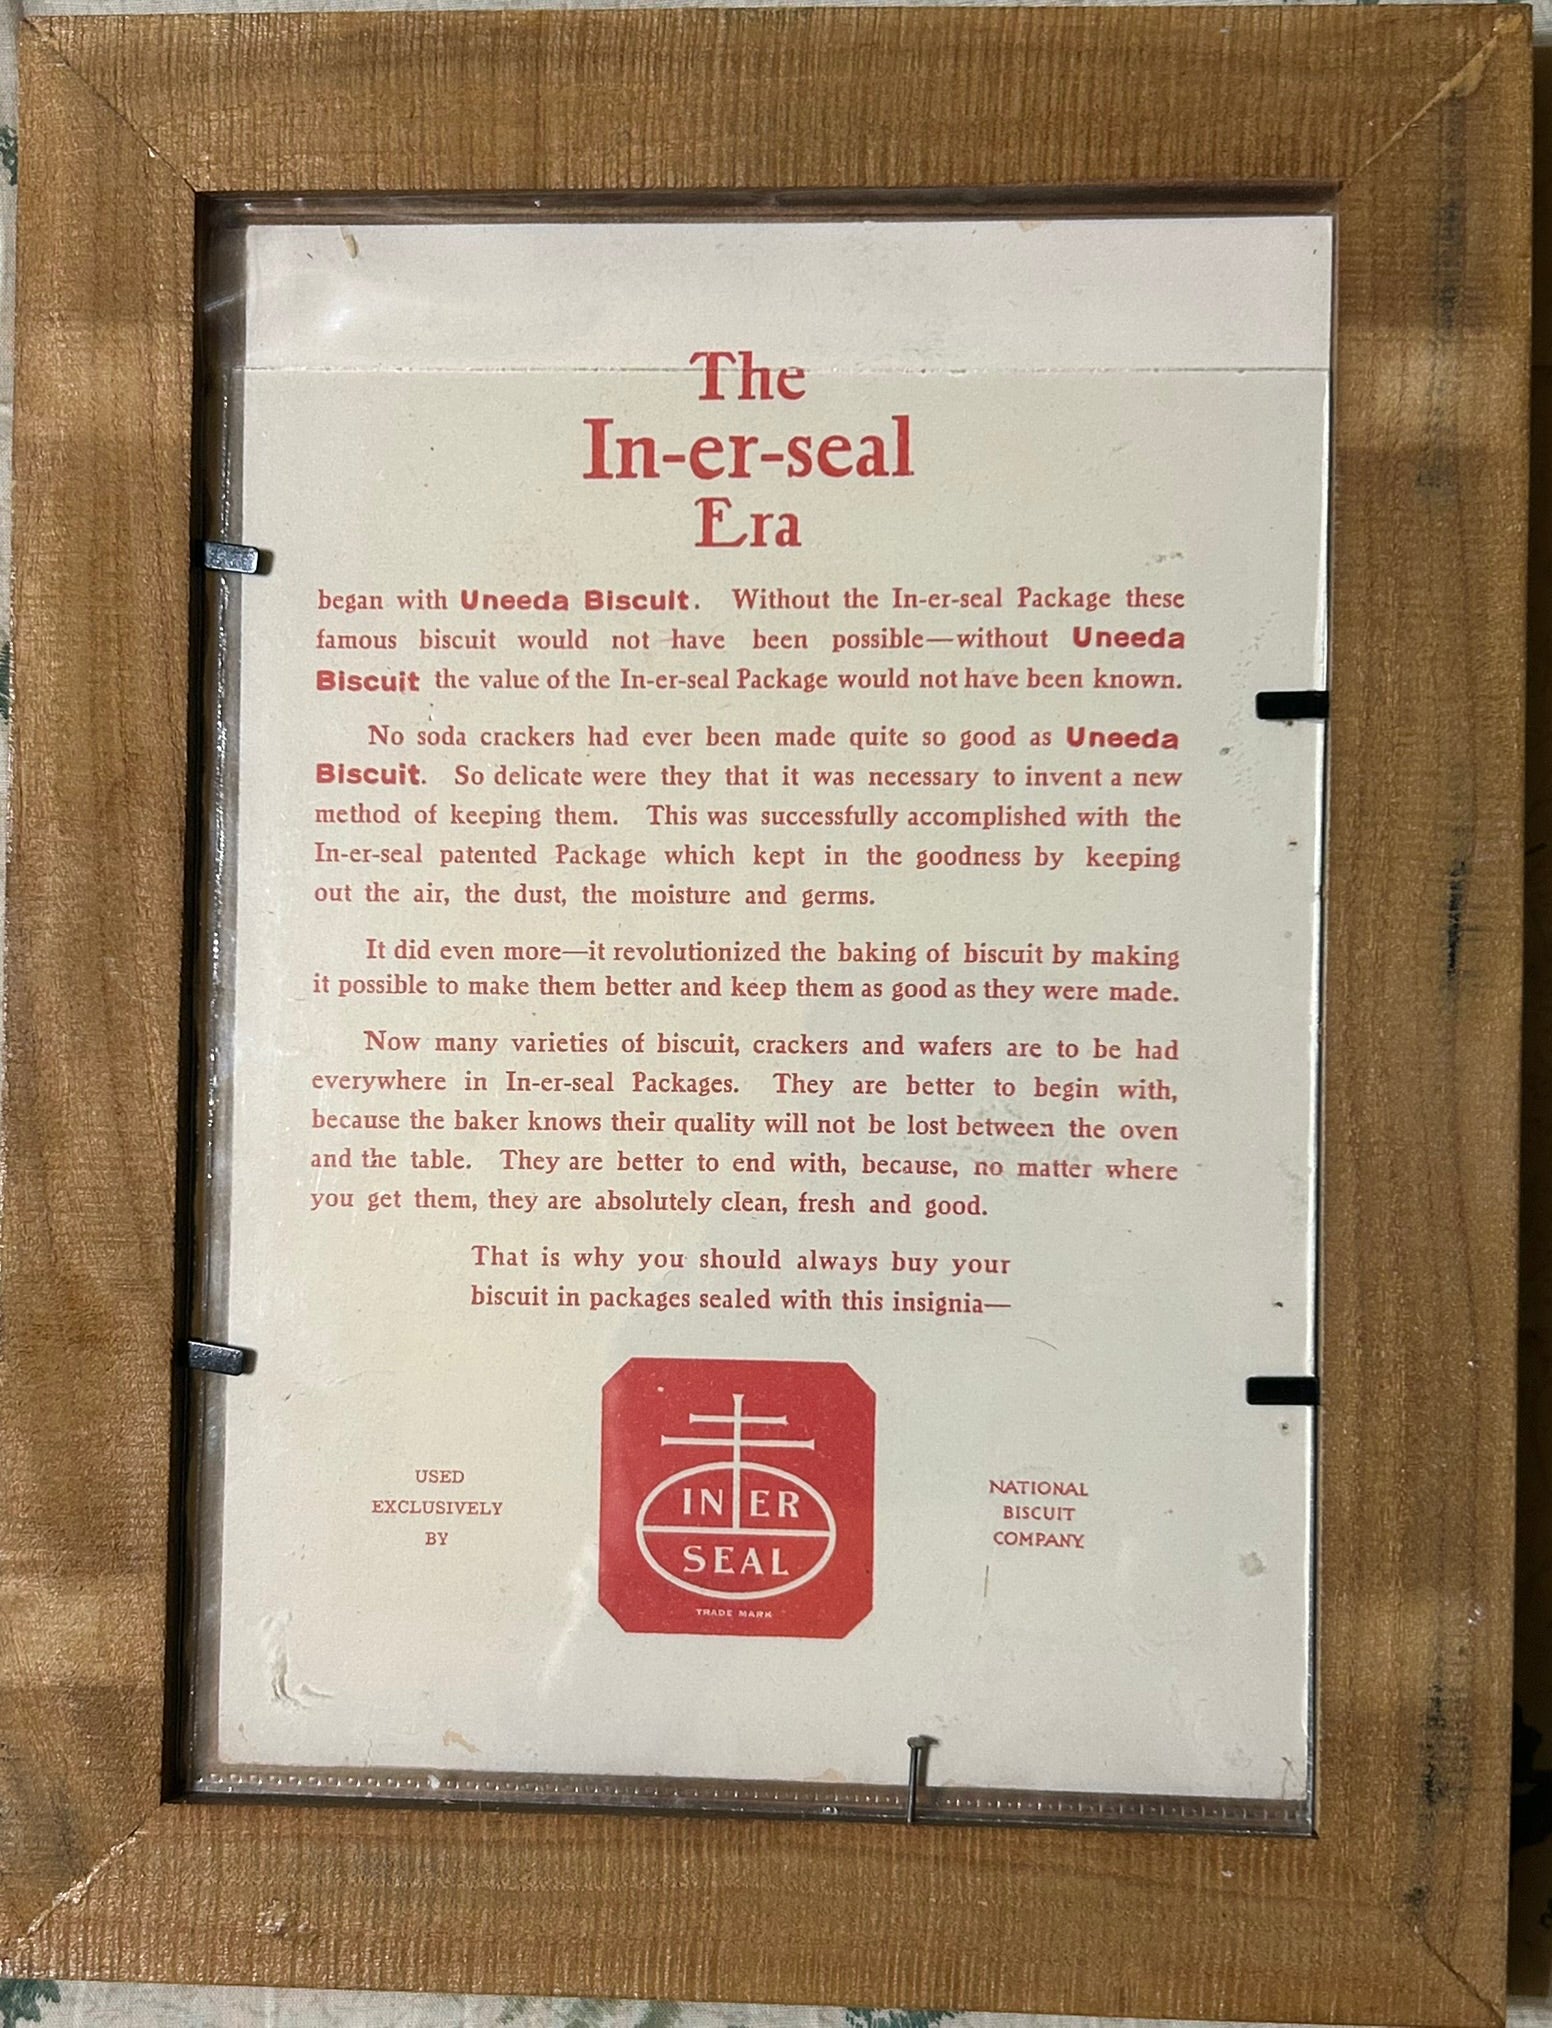 The
In-er-seal
Era
began with Uneeda Biscuit. Without the In-er-seal Package these
famous biscuit would not have been possible—without Uneeda
Biscuit the value of the In-er-seal Package would not have been known.
No soda crackers had ever been made quite so good as Uneeda
Biscuit. So delicate were they that it was necessary to invent a new
method of keeping them. This was successfully accomplished with the
In-er-seal patented Package which kept in the goodness by keeping
out the air, the dust, the moisture and germs.
It did even more—it revolutionized the baking of biscuit by making
it possible to make them better and keep them as good as they were made.
Now many varieties of biscuit, crackers and wafers are to be had
everywhere in In-er-seal Packages. They are better to begin with,
because the baker knows their quality will not be lost between the oven
and the table. They are better to end with, because, no matter where
you get them, they are absolutely clean, fresh and good.
That is why you should always buy your
biscuit in packages sealed with this insignia—
USED
EXCLUSIVELY
BY
IN ER
SEAL
TRADE MARK
NATIONAL
BISCUIT
COMPANY